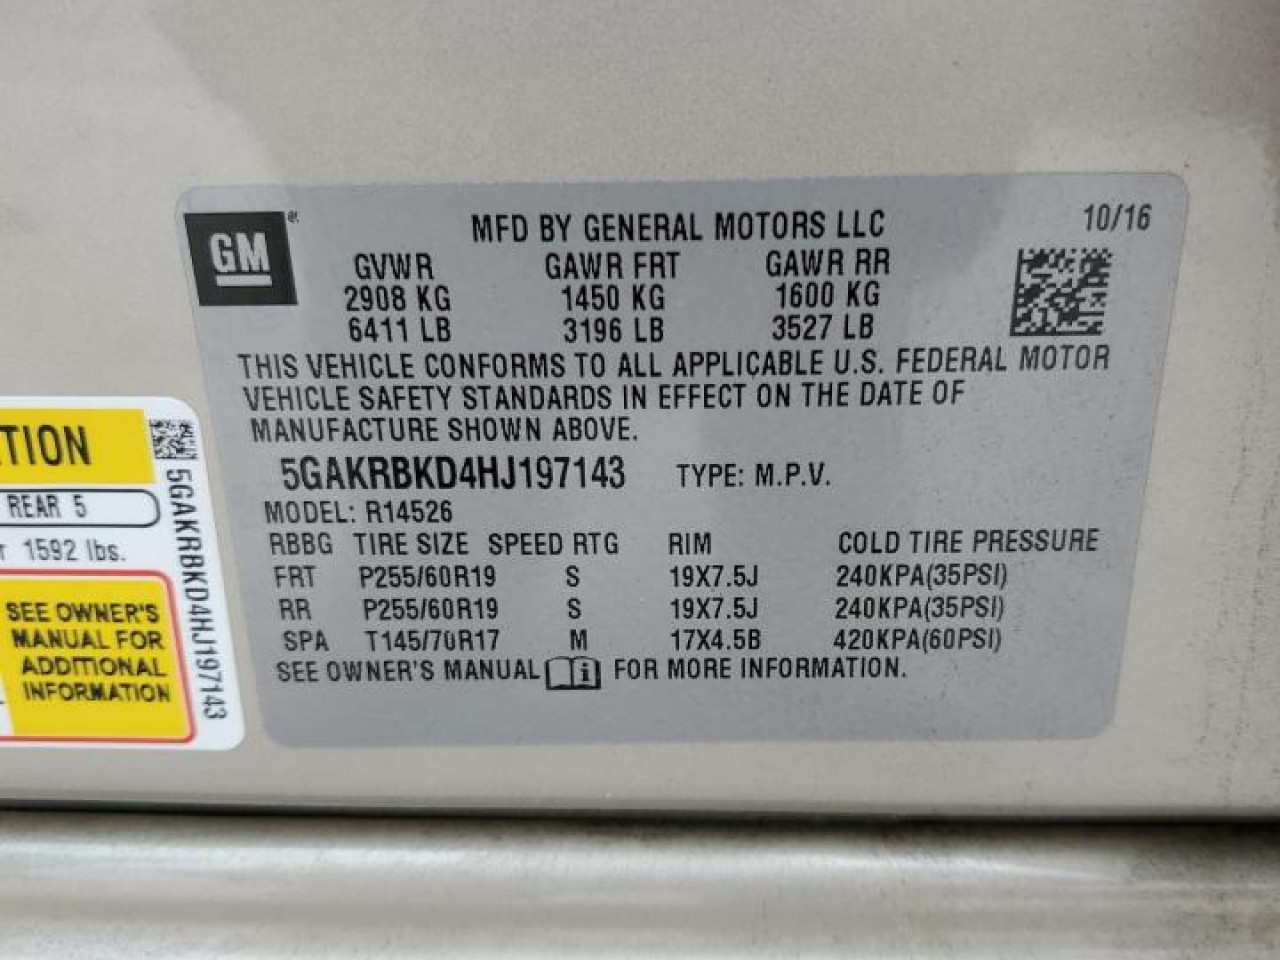 GM
MFD BY GENERAL MOTORS LLC
10/16
GVWR GAWR FRT GAWR RR
2908 KG 1450 KG 1600 KG
6411 LB 3196 LB 3527 LB
THIS VEHICLE CONFORMS TO ALL APPLICABLE U.S. FEDERAL MOTOR
VEHICLE SAFETY STANDARDS IN EFFECT ON THE DATE OF
MANUFACTURE SHOWN ABOVE.
5GAKRBKD4HJ197143 TYPE: M.P.V.
MODEL: R14526
RBBG TIRE SIZE SPEED RTG RIM COLD TIRE PRESSURE
FRT P255/60R19 S 19X7.5J 240KPA(35PSI)
RR P255/60R19 S 19X7.5J 240KPA(35PSI)
SPA T145/70R17 M 17X4.5B 420KPA(60PSI)
SEE OWNER'S MANUAL i FOR MORE INFORMATION.
TION
REAR 5
r 1592 lbs.
SEE OWNER'S
MANUAL FOR
ADDITIONAL
INFORMATION
5GAKRBKD4HJ197143